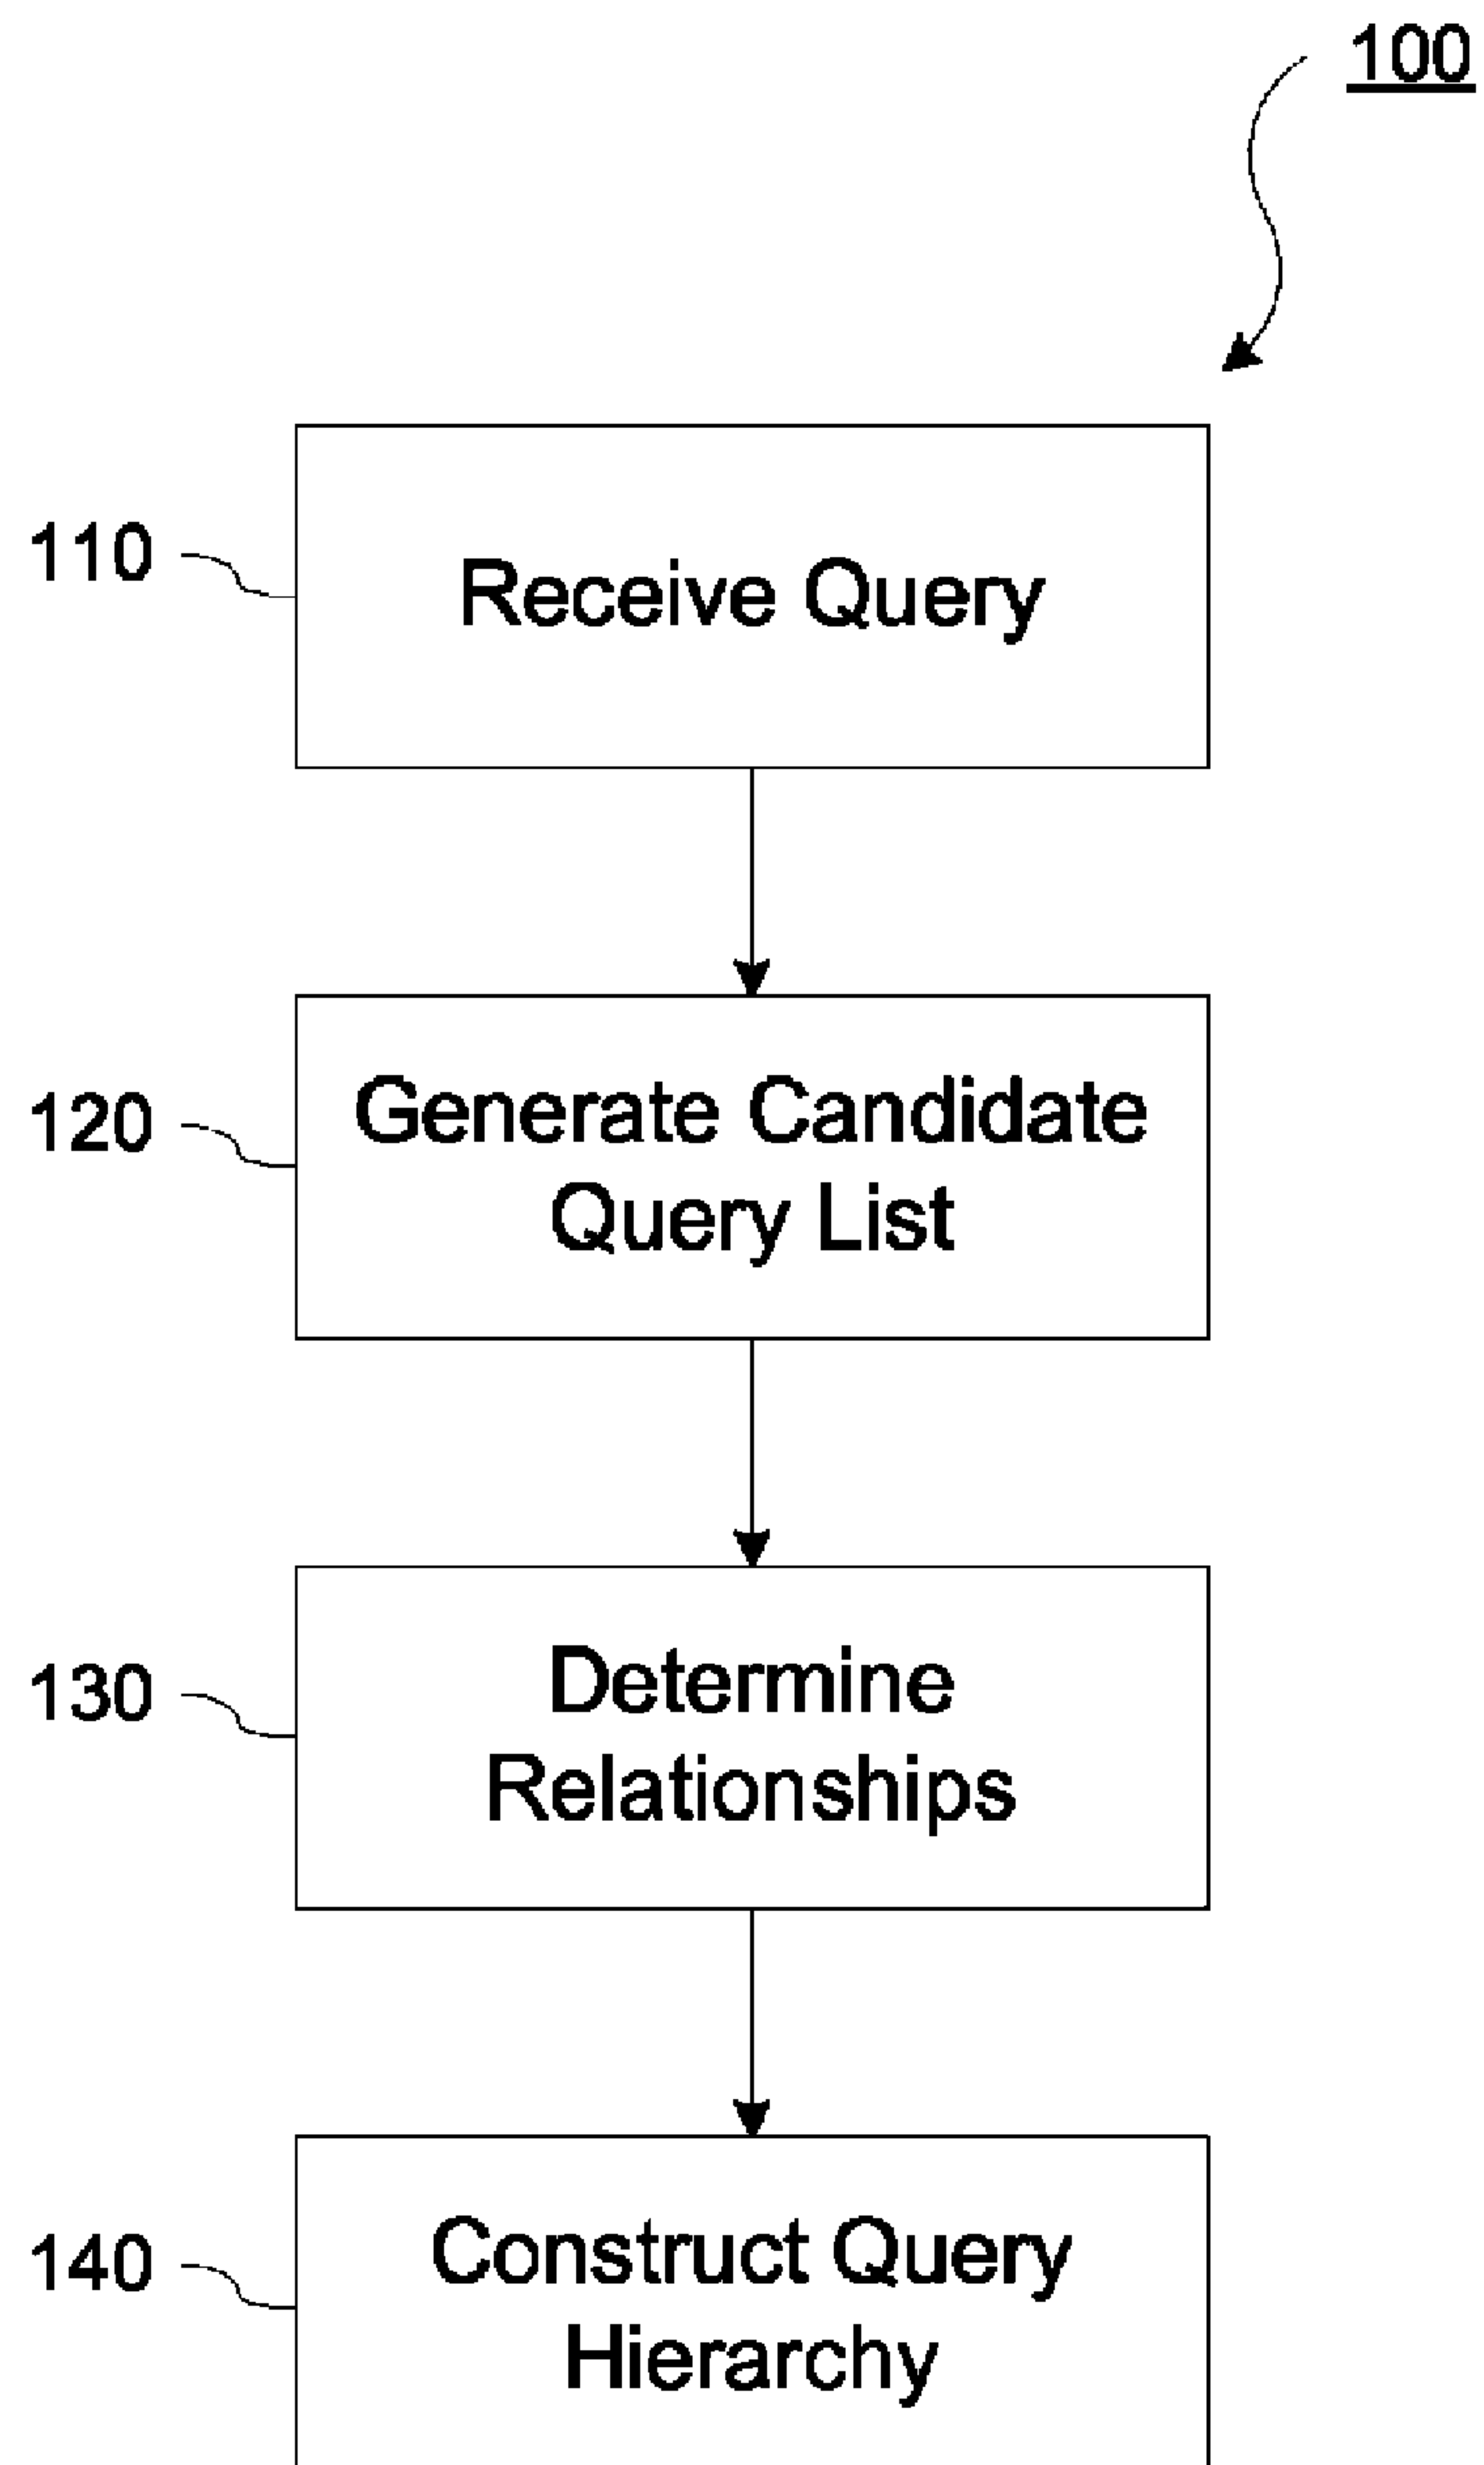 100
110
Receive Query
120
Generate Candidate
Query List
130
Determine
Relationships
140
Construct Query
Hierarchy